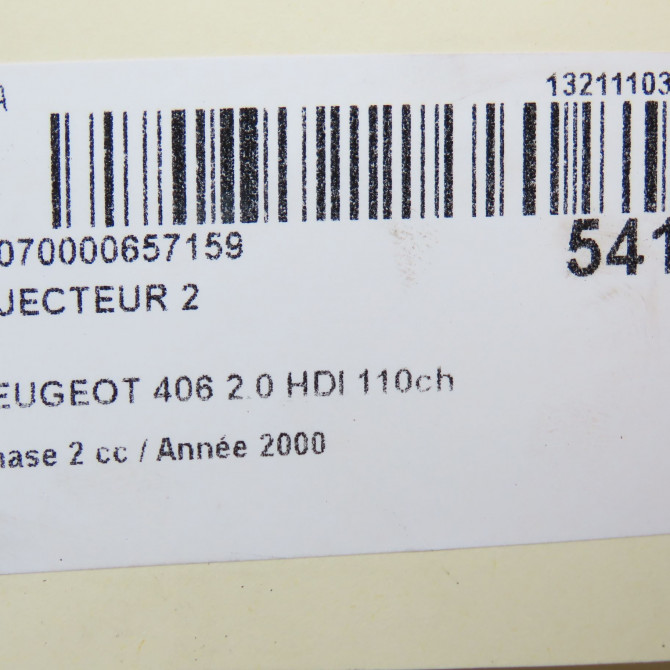 A
13211103
070000657159
541
JECTEUR 2
EUGEOT 406 2.0 HDI 110ch
hase 2 cc / Année 2000